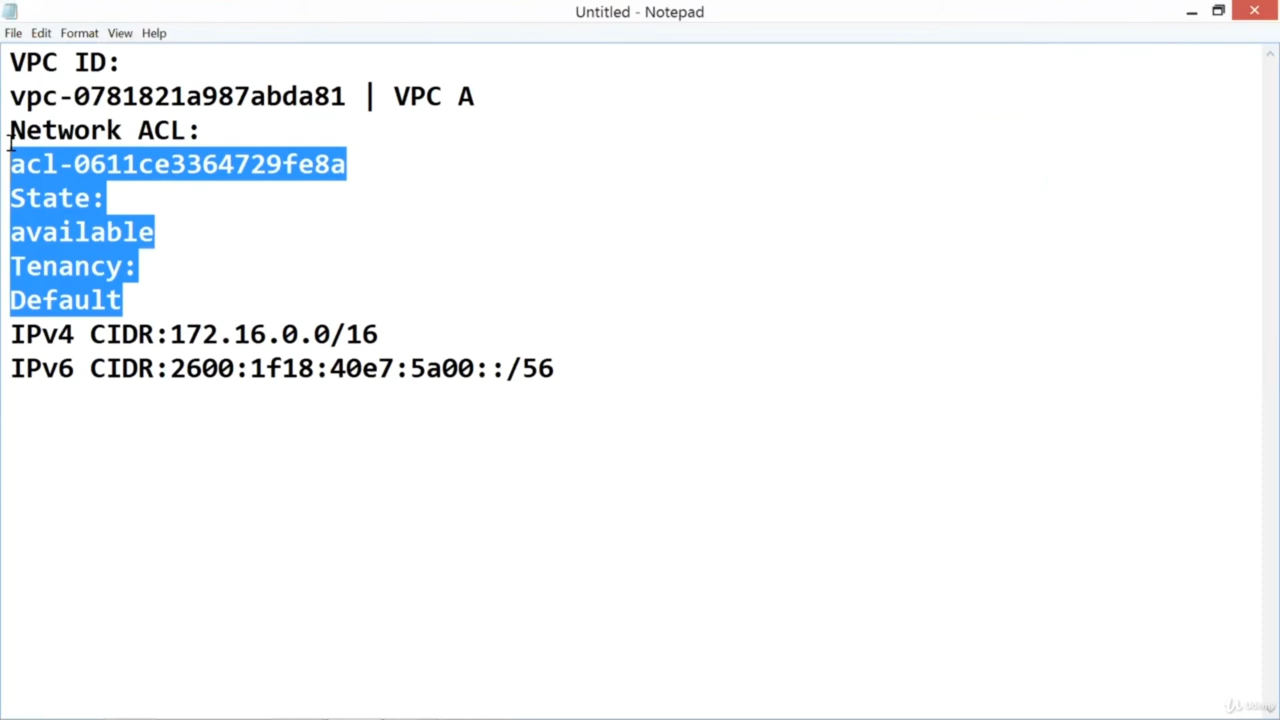 Untitled - Notepad
File Edit Format View Help
VPC ID:
vpc-0781821a987abda81 | VPC A
Network ACL:
acl-0611ce3364729fe8a
State:
available
Tenancy:
Default
IPv4 CIDR:172.16.0.0/16
IPv6 CIDR:2600:1f18:40e7:5a00::/56
Udemy